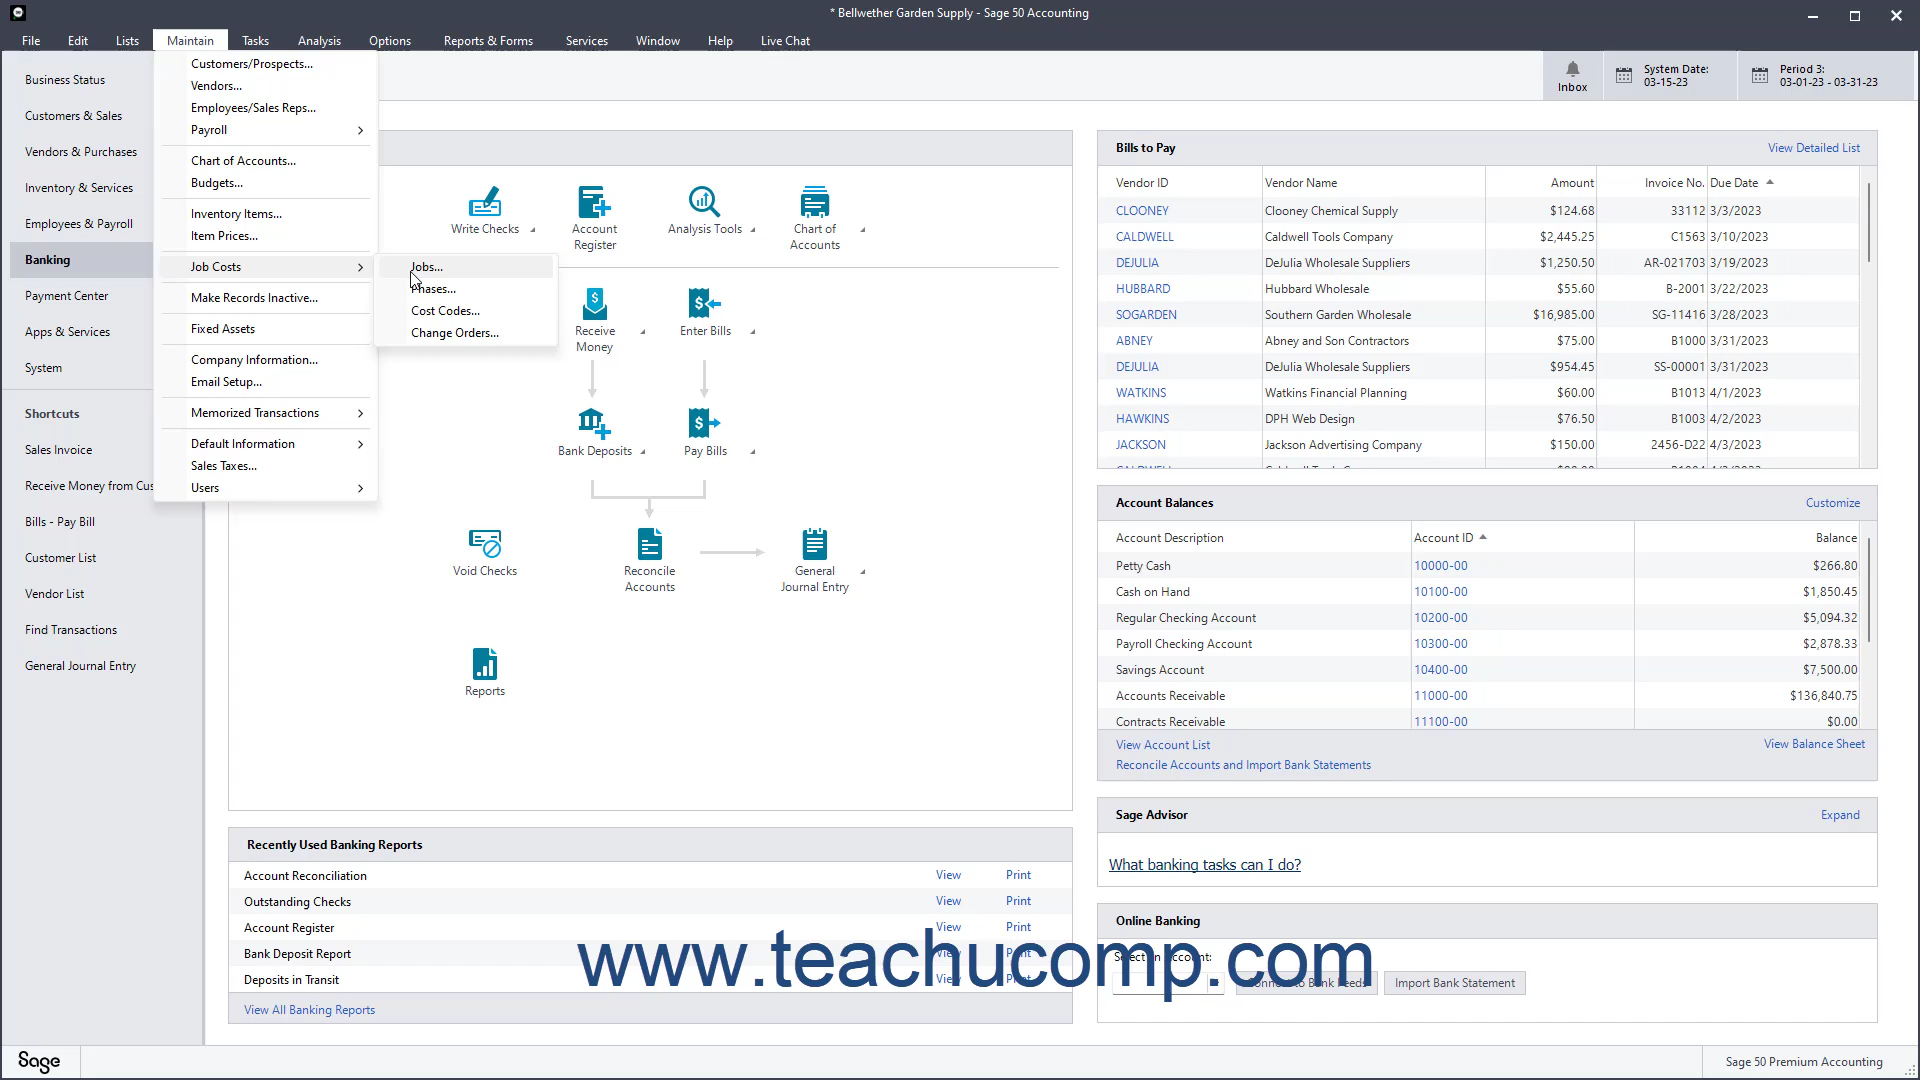 * Bellwether Garden Supply - Sage 50 Accounting
File Edit Lists Maintain Tasks Analysis Options Reports & Forms Services Window Help Live Chat
Business Status
Customers & Sales
Vendors & Purchases
Inventory & Services
Employees & Payroll
Banking
Payment Center
Apps & Services
System
Shortcuts
Sales Invoice
Receive Money from Cus
Bills - Pay Bill
Customer List
Vendor List
Find Transactions
General Journal Entry
Customers/Prospects...
Vendors...
Employees/Sales Reps...
Payroll
Chart of Accounts...
Budgets...
Inventory Items...
Item Prices...
Job Costs
Make Records Inactive...
Fixed Assets
Company Information...
Email Setup...
Memorized Transactions
Default Information
Sales Taxes...
Users
Jobs...
Phases...
Cost Codes...
Change Orders...
Inbox
System Date:
03-15-23
Period 3:
03-01-23 - 03-31-23
Write Checks
Account
Register
Analysis Tools
Chart of
Accounts
Receive
Money
Enter Bills
Bank Deposits
Pay Bills
Void Checks
Reconcile
Accounts
General
Journal Entry
Reports
Recently Used Banking Reports
Account Reconciliation View Print
Outstanding Checks View Print
Account Register View Print
Bank Deposit Report
Deposits in Transit View
View All Banking Reports
Bills to Pay View Detailed List
Vendor ID Vendor Name Amount Invoice No. Due Date
CLOONEY Clooney Chemical Supply $124.68 33112 3/3/2023
CALDWELL Caldwell Tools Company $2,445.25 C1563 3/10/2023
DEJULIA DeJulia Wholesale Suppliers $1,250.50 AR-021703 3/19/2023
HUBBARD Hubbard Wholesale $55.60 B-2001 3/22/2023
SOGARDEN Southern Garden Wholesale $16,985.00 SG-11416 3/28/2023
ABNEY Abney and Son Contractors $375.00 B1000 3/31/2023
DEJULIA DeJulia Wholesale Suppliers $954.45 SS-00001 3/31/2023
WATKINS Watkins Financial Planning $60.00 B1013 4/1/2023
HAWKINS DPH Web Design $76.50 B1003 4/2/2023
JACKSON Jackson Advertising Company $150.00 2456-D22 4/3/2023
Account Balances Customize
Account Description Account ID Balance
Petty Cash 10000-00 $266.80
Cash on Hand 10100-00 $1,850.45
Regular Checking Account 10200-00 $5,094.32
Payroll Checking Account 10300-00 $2,878.33
Savings Account 10400-00 $7,500.00
Accounts Receivable 11000-00 $136,840.75
Contracts Receivable 11100-00 $0.00
View Account List View Balance Sheet
Reconcile Accounts and Import Bank Statements
Sage Advisor Expand
What banking tasks can I do?
Online Banking
Select an Account:
Connect to Bank Feeds Import Bank Statement
www.teachucomp.com
Sage
Sage 50 Premium Accounting